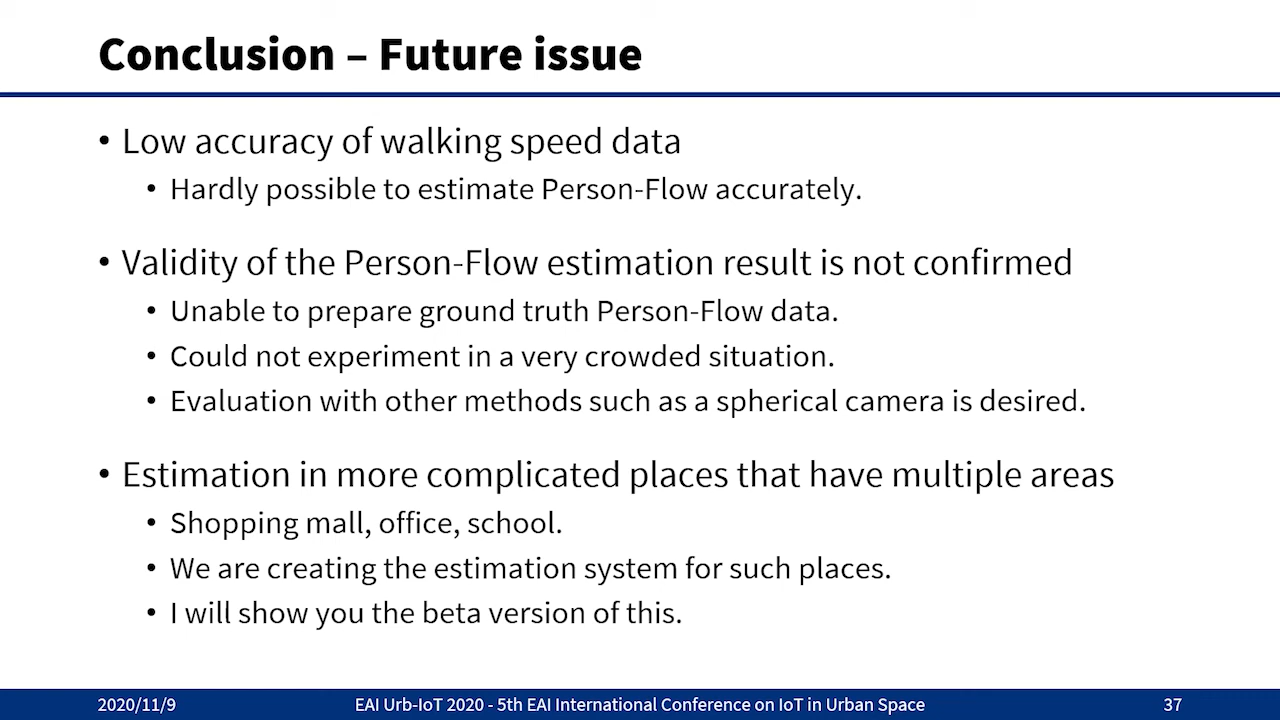 Conclusion – Future issue
• Low accuracy of walking speed data
• Hardly possible to estimate Person-Flow accurately.
• Validity of the Person-Flow estimation result is not confirmed
• Unable to prepare ground truth Person-Flow data.
• Could not experiment in a very crowded situation.
• Evaluation with other methods such as a spherical camera is desired.
• Estimation in more complicated places that have multiple areas
• Shopping mall, office, school.
• We are creating the estimation system for such places.
• I will show you the beta version of this.
2020/11/9 EAI Urb-IoT 2020 - 5th EAI International Conference on IoT in Urban Space 37